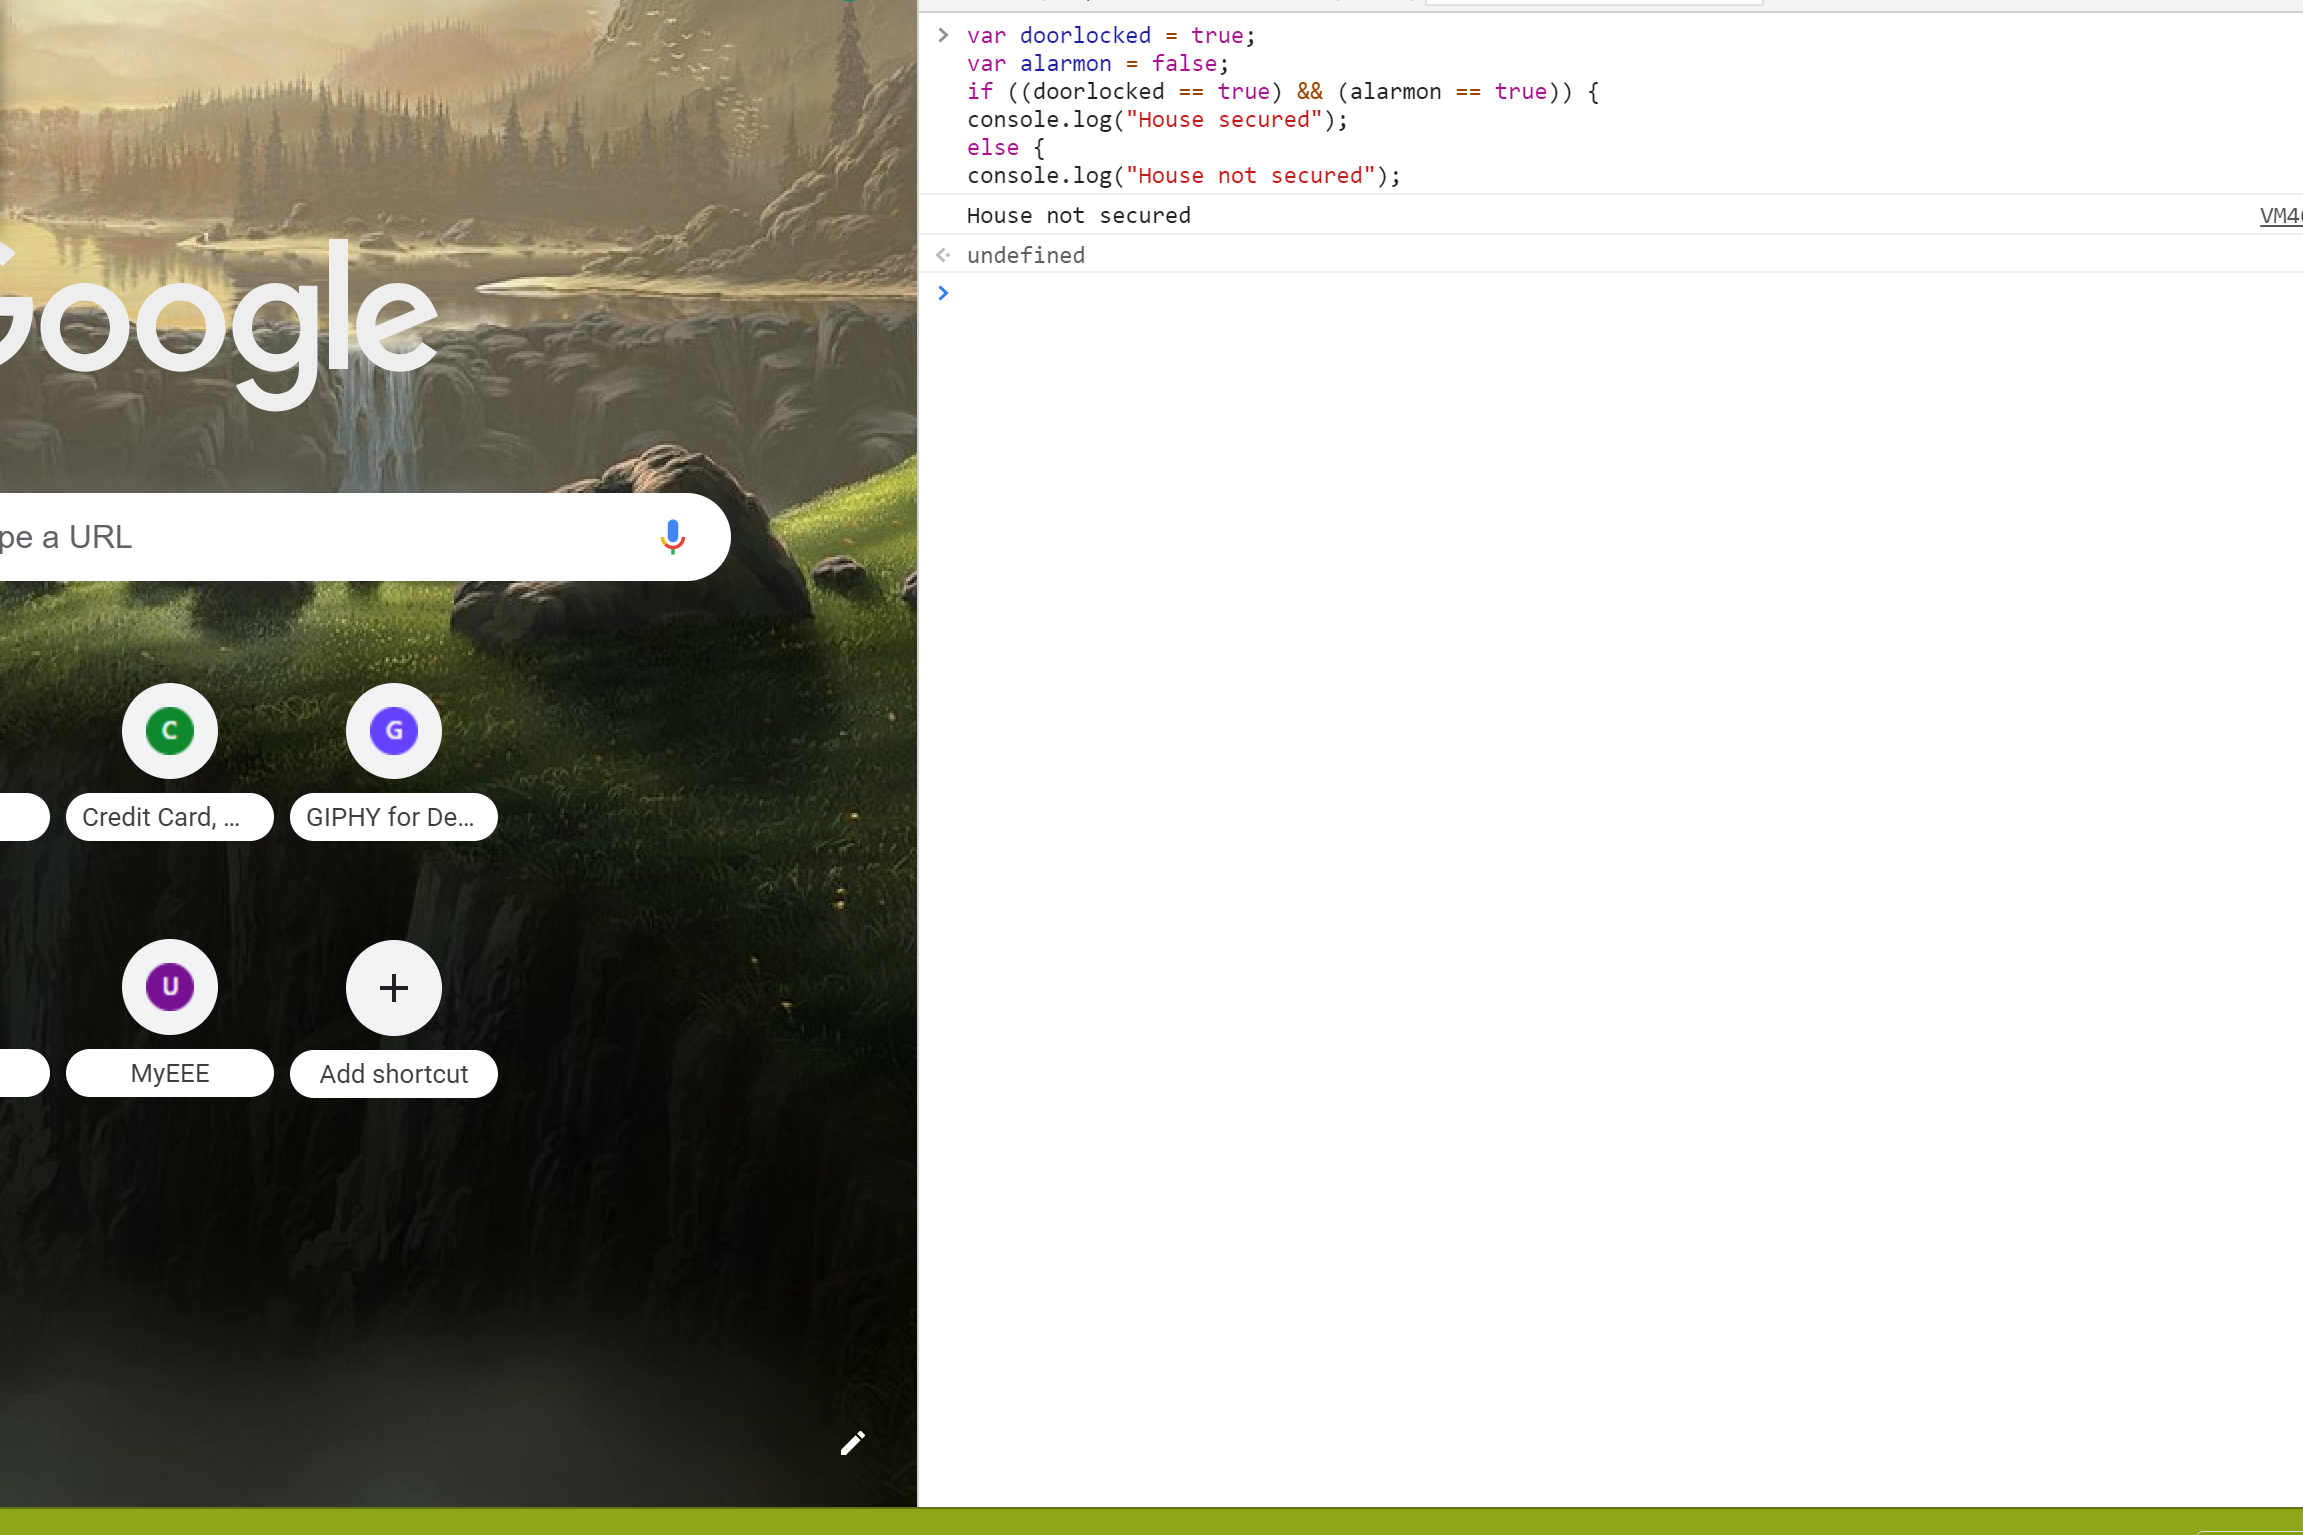 Google
pe a URL
C
G
Credit Card, ...
GIPHY for De...
U
MyEEE
Add shortcut
var doorlocked = true;
var alarmon = false;
if ((doorlocked == true) && (alarmon == true)) {
console.log("House secured");
else {
console.log("House not secured");
House not secured
VM4
undefined